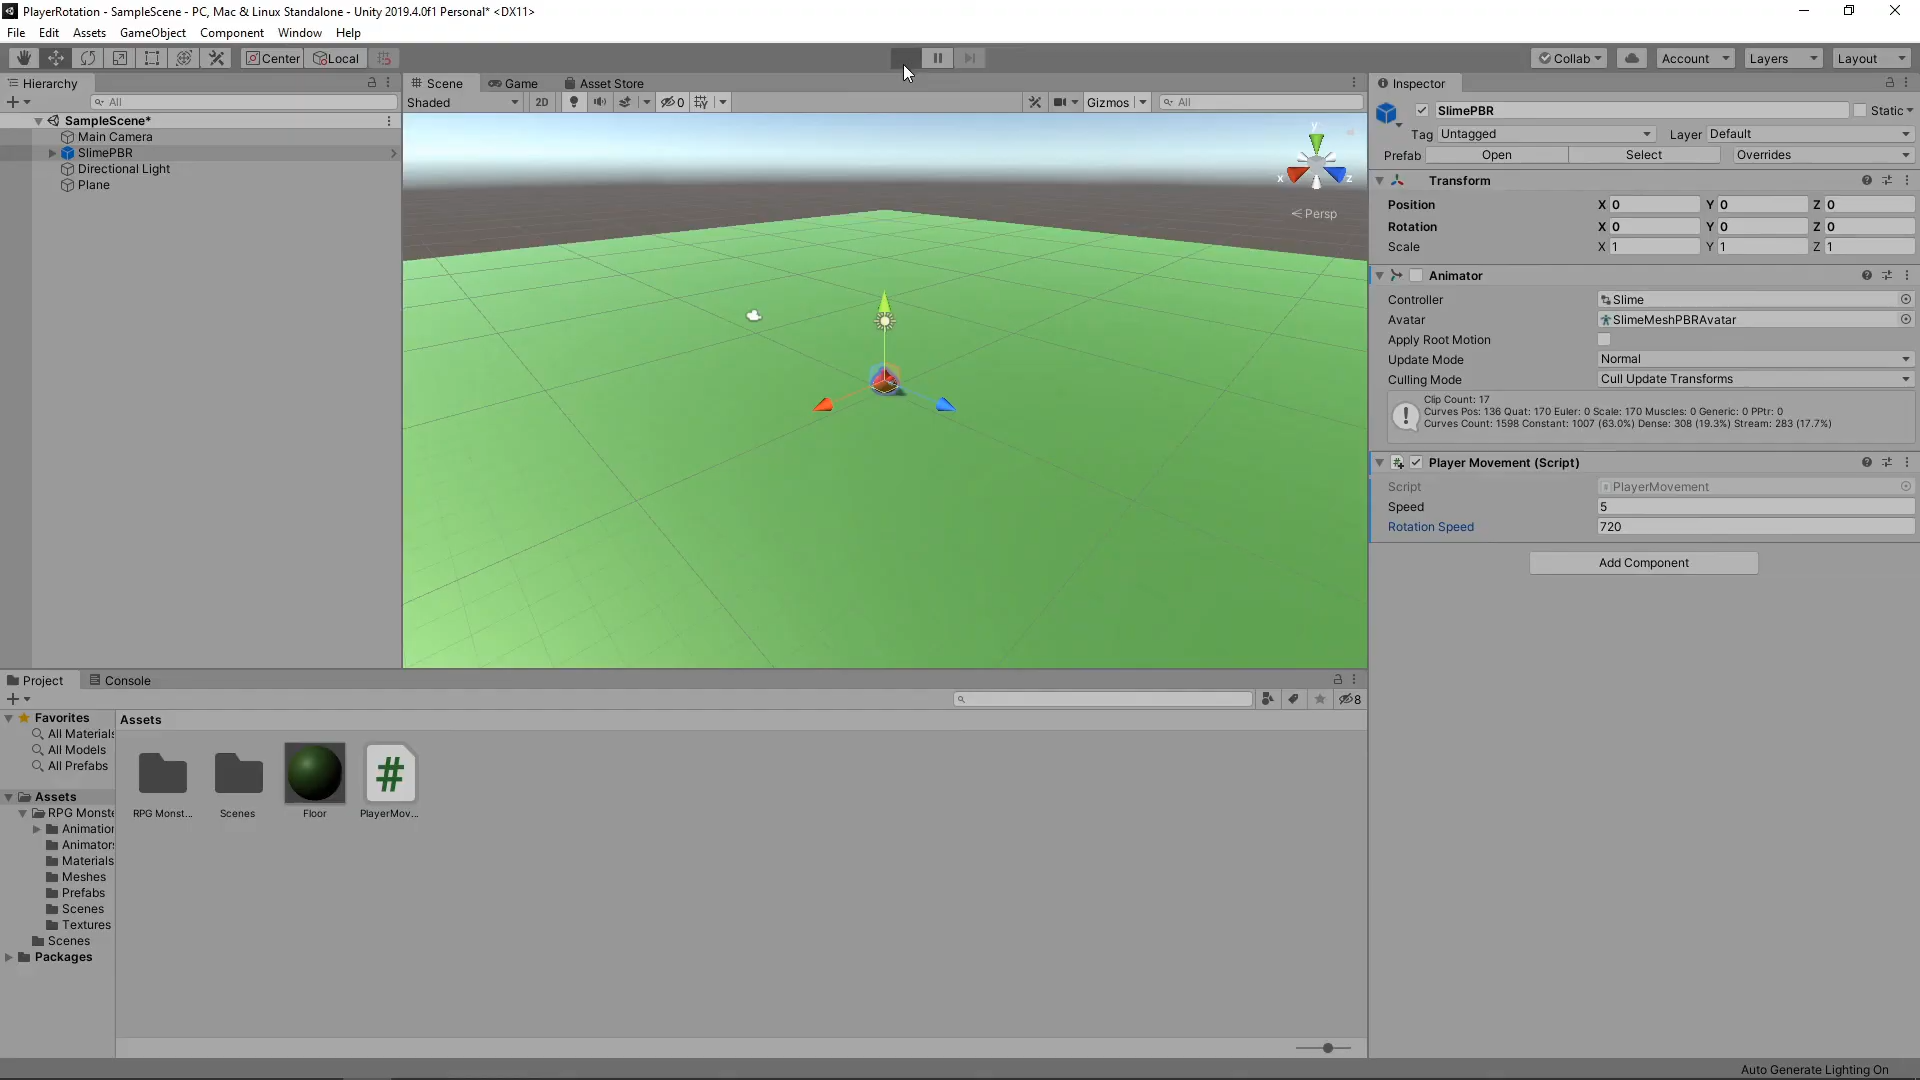 PlayerRotation - SampleScene - PC, Mac & Linux Standalone - Unity 2019.4.0f1 Personal* <DX11>
File Edit Assets GameObject Component Window Help
Center Local Collab Account Layers Layout
Hierarchy
All
SampleScene*
Main Camera
SlimePBR
Directional Light
Plane
Scene Game Asset Store
Shaded 2D 0 Gizmos All
y
x z
Persp
Inspector
SlimePBR Static
Tag Untagged Layer Default
Prefab Open Select Overrides
Transform
Position X 0 Y 0 Z 0
Rotation X 0 Y 0 Z 0
Scale X 1 Y 1 Z 1
Animator
Controller Slime
Avatar SlimeMeshPBRAvatar
Apply Root Motion
Update Mode Normal
Culling Mode Cull Update Transforms
Clip Count: 17
Curves Pos: 136 Quat: 170 Euler: 0 Scale: 170 Muscles: 0 Generic: 0 PPtr: 0
Curves Count: 1598 Constant: 1007 (63.0%) Dense: 308 (19.3%) Stream: 283 (17.7%)
Player Movement (Script)
Script PlayerMovement
Speed 5
Rotation Speed 720
Add Component
Project Console
8
Favorites
All Materials
All Models
All Prefabs
Assets
RPG Monste
Animation
Animators
Materials
Meshes
Prefabs
Scenes
Textures
Scenes
Packages
Assets
RPG Monst... Scenes Floor PlayerMov...
Auto Generate Lighting On